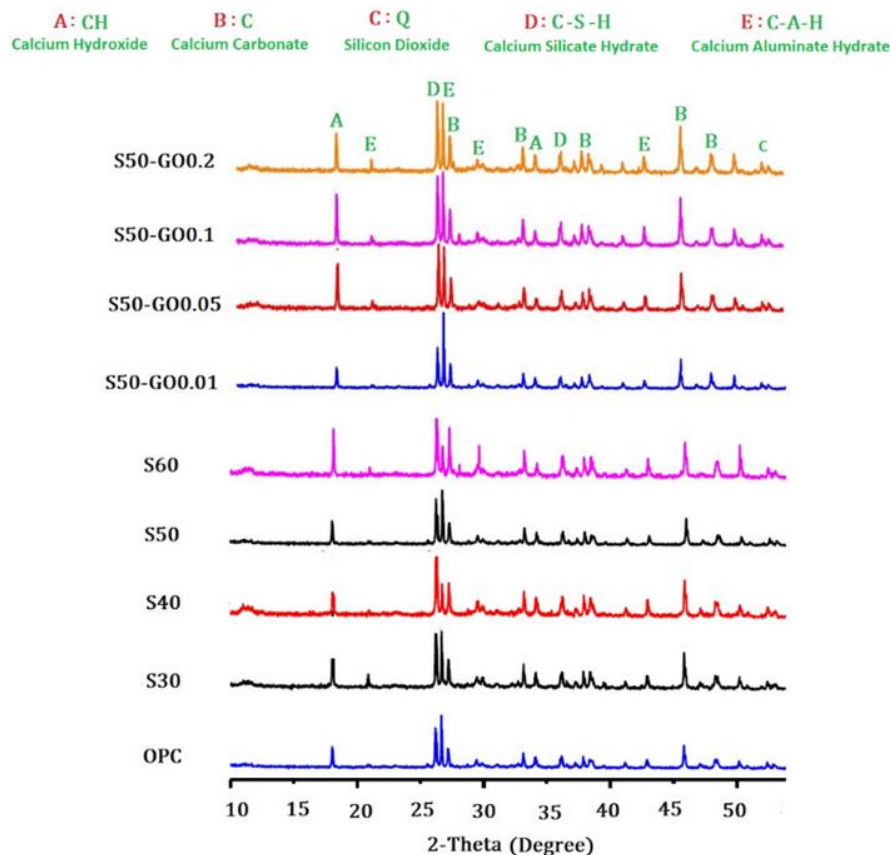 A: CH B: C C: Q D: C-S-H E: C-A-H
Calcium Hydroxide Calcium Carbonate Silicon Dioxide Calcium Silicate Hydrate Calcium Aluminate Hydrate
D E
A E B E B A D B E B B C
S50-GO0.2
S50-GO0.1
S50-GO0.05
S50-GO0.01
S60
S50
S40
S30
OPC
10 15 20 25 30 35 40 45 50
2-Theta (Degree)